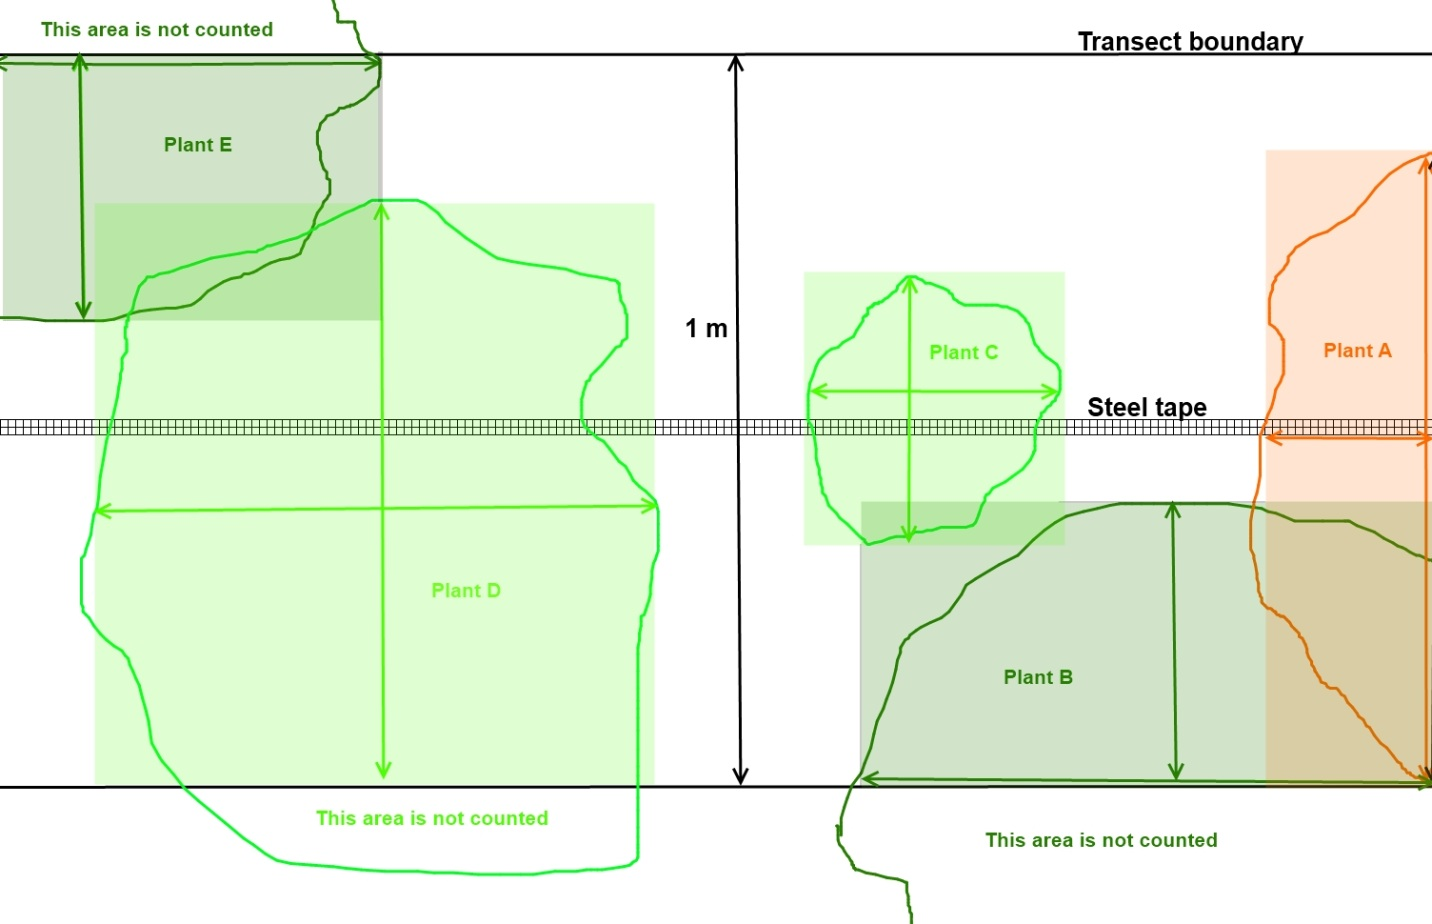 This area is not counted
Transect boundary
Plant E
1 m
Plant C
Plant A
Steel tape
Plant D
Plant B
This area is not counted
This area is not counted